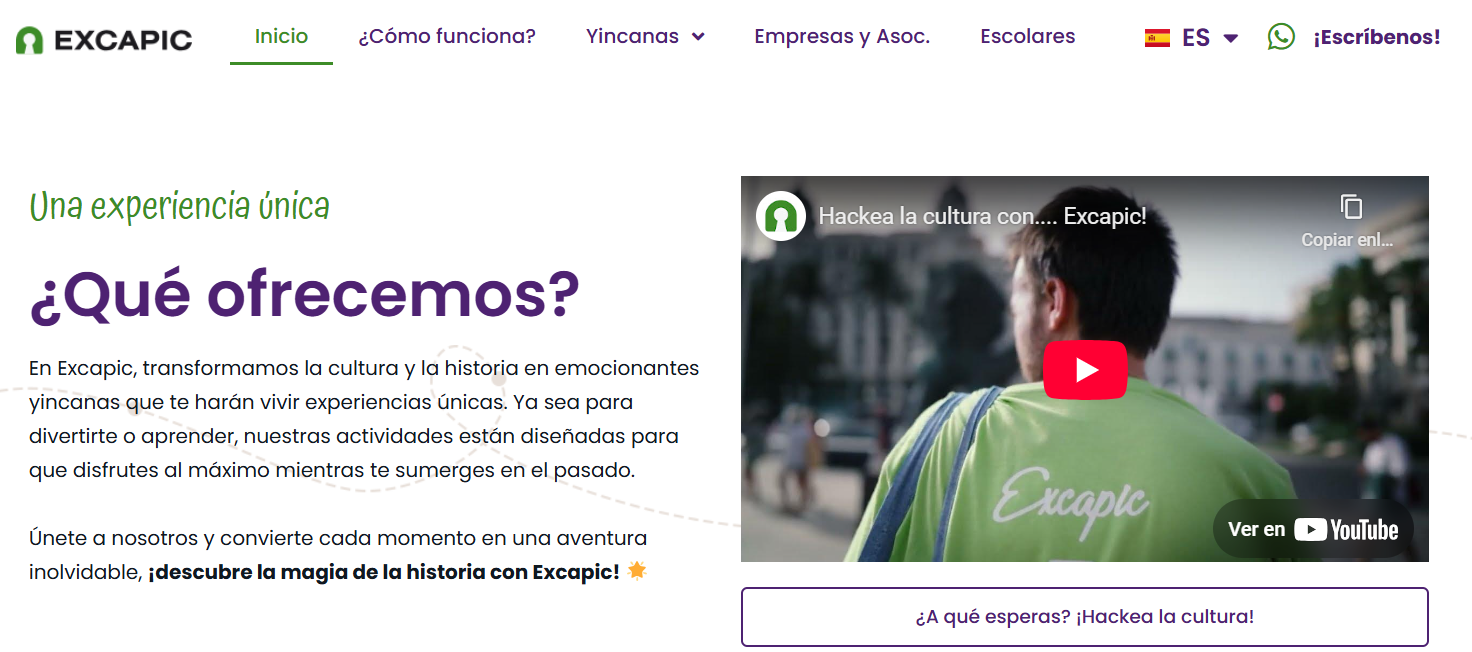 EXCAPIC
Inicio
¿Cómo funciona?
Yincanas
Empresas y Asoc.
Escolares
ES
¡Escríbenos!
Una experiencia única
¿Qué ofrecemos?
En Excapic, transformamos la cultura y la historia en emocionantes
yincanas que te harán vivir experiencias únicas. Ya sea para
divertirte o aprender, nuestras actividades están diseñadas para
que disfrutes al máximo mientras te sumerges en el pasado.
Únete a nosotros y convierte cada momento en una aventura
inolvidable, ¡descubre la magia de la historia con Excapic! 🌟
Hackea la cultura con.... Excapic!
Copiar enl...
Excapic
Ver en YouTube
¿A qué esperas? ¡Hackea la cultura!